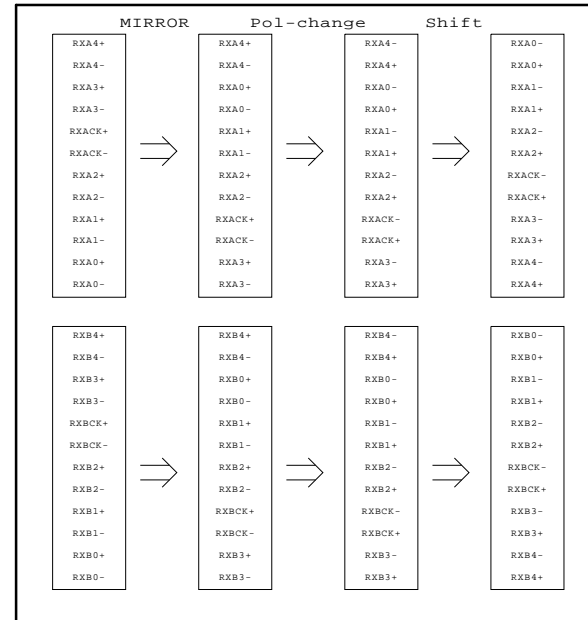 MIRROR Pol-change Shift
RXA4+ RXA4+ RXA4- RXA0-
RXA4- RXA4- RXA4+ RXA0+
RXA3+ RXA0+ RXA0- RXA1-
RXA3- RXA0- RXA0+ RXA1+
RXACK+ RXA1+ RXA1- RXA2-
RXACK- RXA1- RXA1+ RXA2+
RXA2+ RXA2+ RXA2- RXACK-
RXA2- RXA2- RXA2+ RXACK+
RXA1+ RXACK+ RXACK- RXA3-
RXA1- RXACK- RXACK+ RXA3+
RXA0+ RXA3+ RXA3- RXA4-
RXA0- RXA3- RXA3+ RXA4+
RXB4+ RXB4+ RXB4- RXB0-
RXB4- RXB4- RXB4+ RXB0+
RXB3+ RXB0+ RXB0- RXB1-
RXB3- RXB0- RXB0+ RXB1+
RXBCK+ RXB1+ RXB1- RXB2-
RXBCK- RXB1- RXB1+ RXB2+
RXB2+ RXB2+ RXB2- RXBCK-
RXB2- RXB2- RXB2+ RXBCK+
RXB1+ RXBCK+ RXBCK- RXB3-
RXB1- RXBCK- RXBCK+ RXB3+
RXB0+ RXB3+ RXB3- RXB4-
RXB0- RXB3- RXB3+ RXB4+